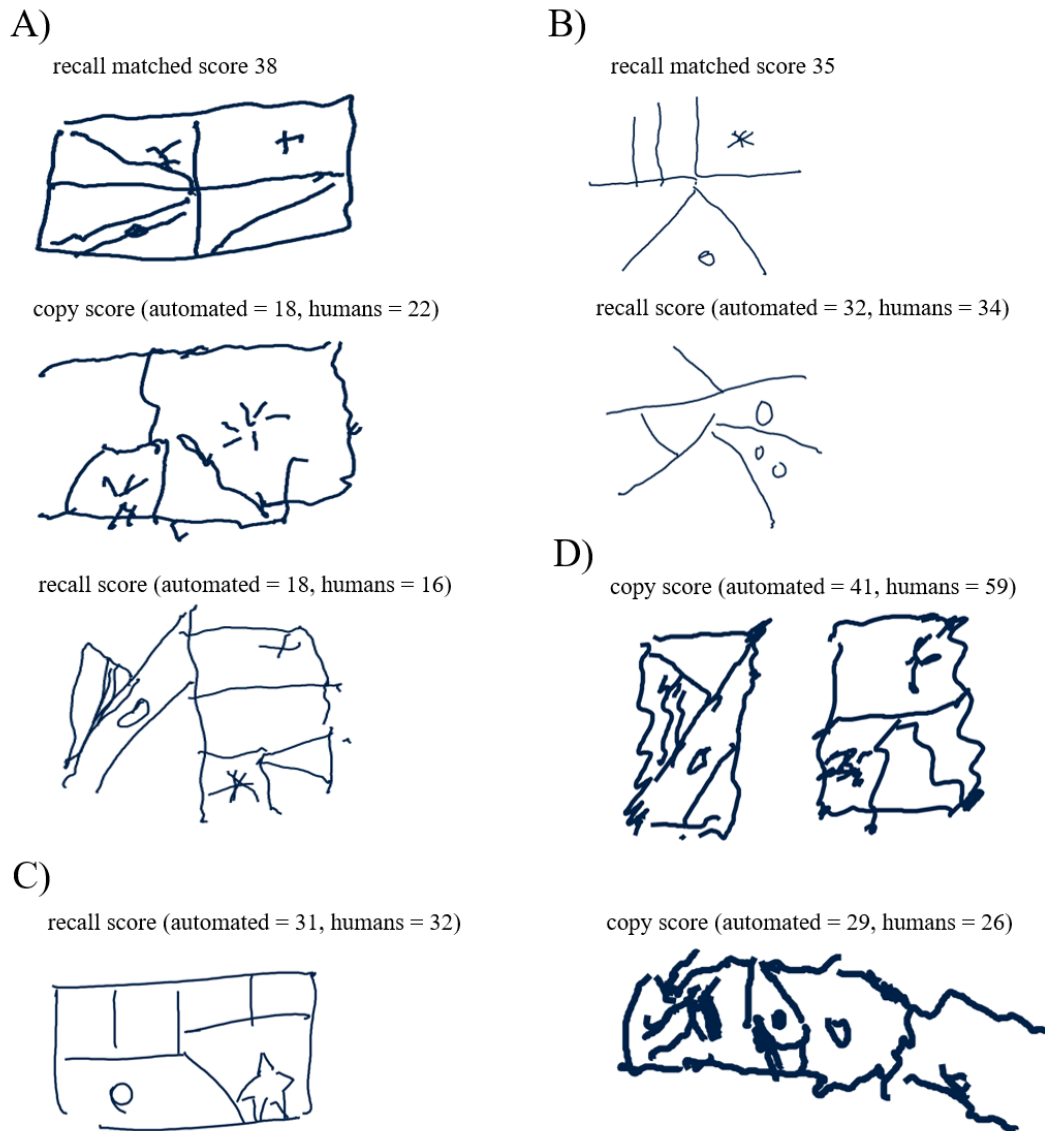 A)
recall matched score 38
copy score (automated = 18, humans = 22)
recall score (automated = 18, humans = 16)
B)
recall matched score 35
recall score (automated = 32, humans = 34)
C)
recall score (automated = 31, humans = 32)
D)
copy score (automated = 41, humans = 59)
copy score (automated = 29, humans = 26)